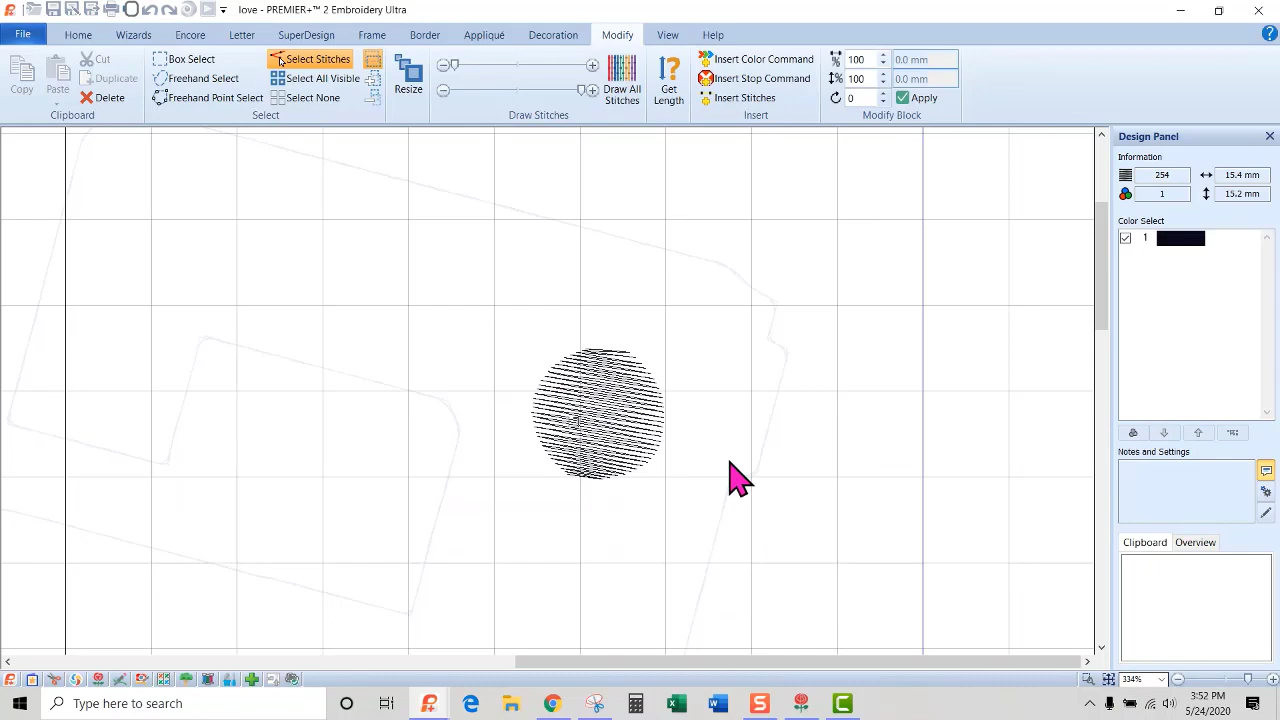 love - PREMIER+™ 2 Embroidery Ultra
File Home Wizards Encore Letter SuperDesign Frame Border Appliqué Decoration Modify View Help
Copy
Paste
Cut
Duplicate
Delete
Clipboard
Box Select
Freehand Select
Freehand Point Select
Select Stitches
Select All Visible
Select None
Select
Resize
Draw All
Stitches
Draw Stitches
Get
Length
Insert Color Command
Insert Stop Command
Insert Stitches
Insert
100 0.0 mm
100 0.0 mm
0 Apply
Modify Block
Design Panel
Information
254 15.4 mm
1 15.2 mm
Color Select
1
Notes and Settings
Clipboard Overview
334%
Type here to search
3:52 PM
5/24/2020